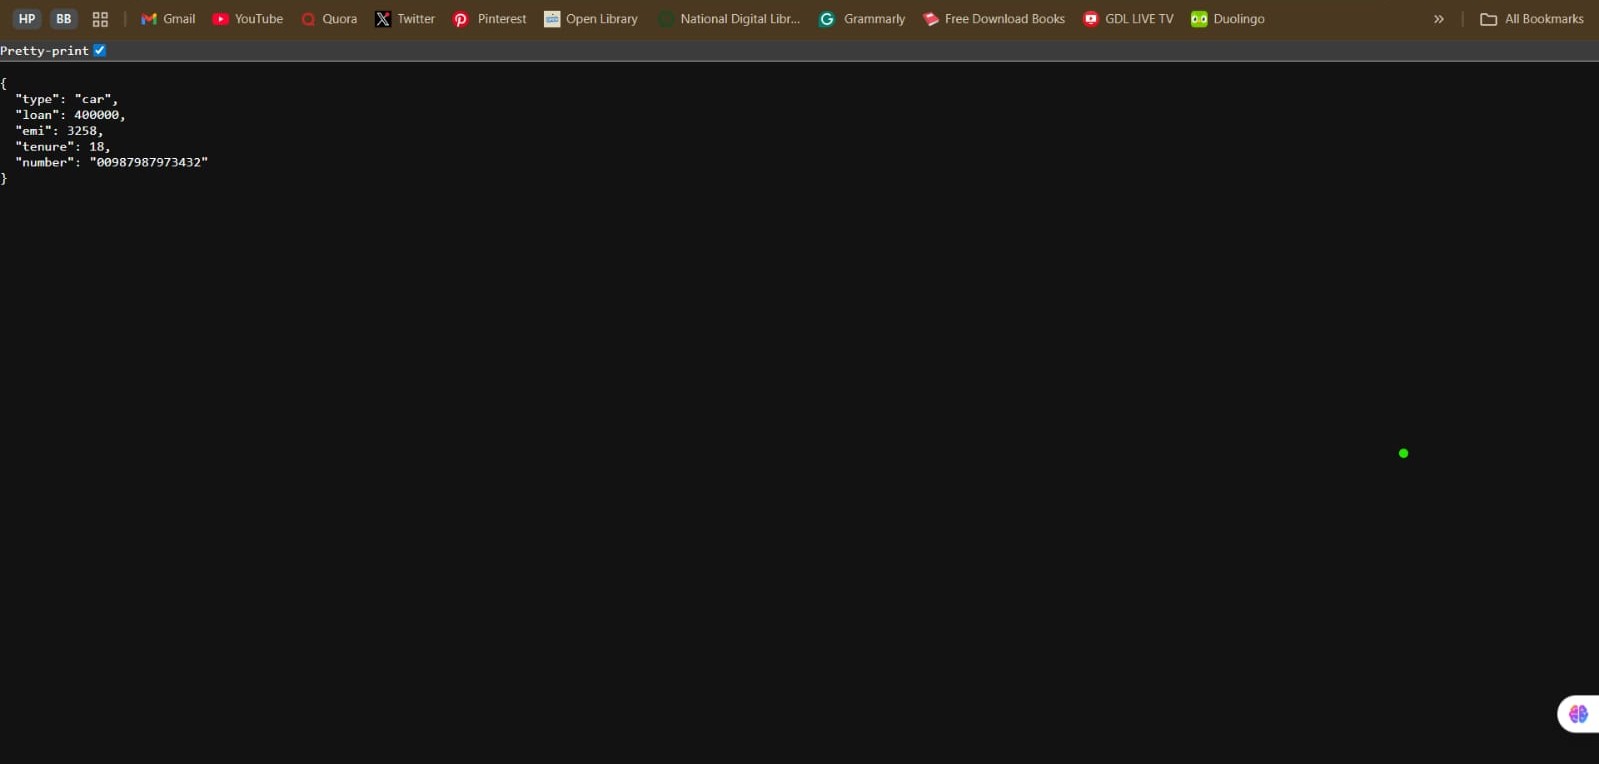 HP BB Gmail YouTube Quora Twitter Pinterest Open Library National Digital Libr... Grammarly Free Download Books GDL LIVE TV Duolingo » All Bookmarks
Pretty-print
{
"type": "car",
"loan": 400000,
"emi": 3258,
"tenure": 18,
"number": "00987987973432"
}